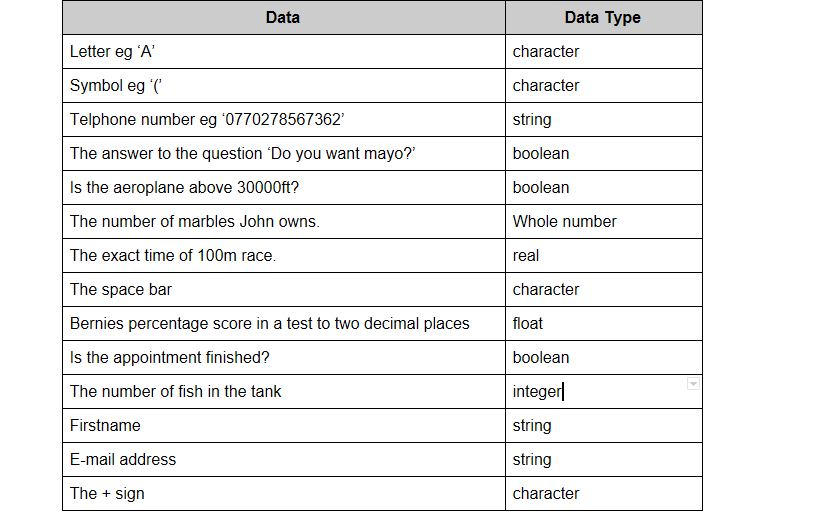 Data Data Type
Letter eg ‘A’ character
Symbol eg ‘(’ character
Telphone number eg ‘0770278567362’ string
The answer to the question ‘Do you want mayo?’ boolean
Is the aeroplane above 30000ft? boolean
The number of marbles John owns. Whole number
The exact time of 100m race. real
The space bar character
Bernies percentage score in a test to two decimal places float
Is the appointment finished? boolean
The number of fish in the tank integer
Firstname string
E-mail address string
The + sign character